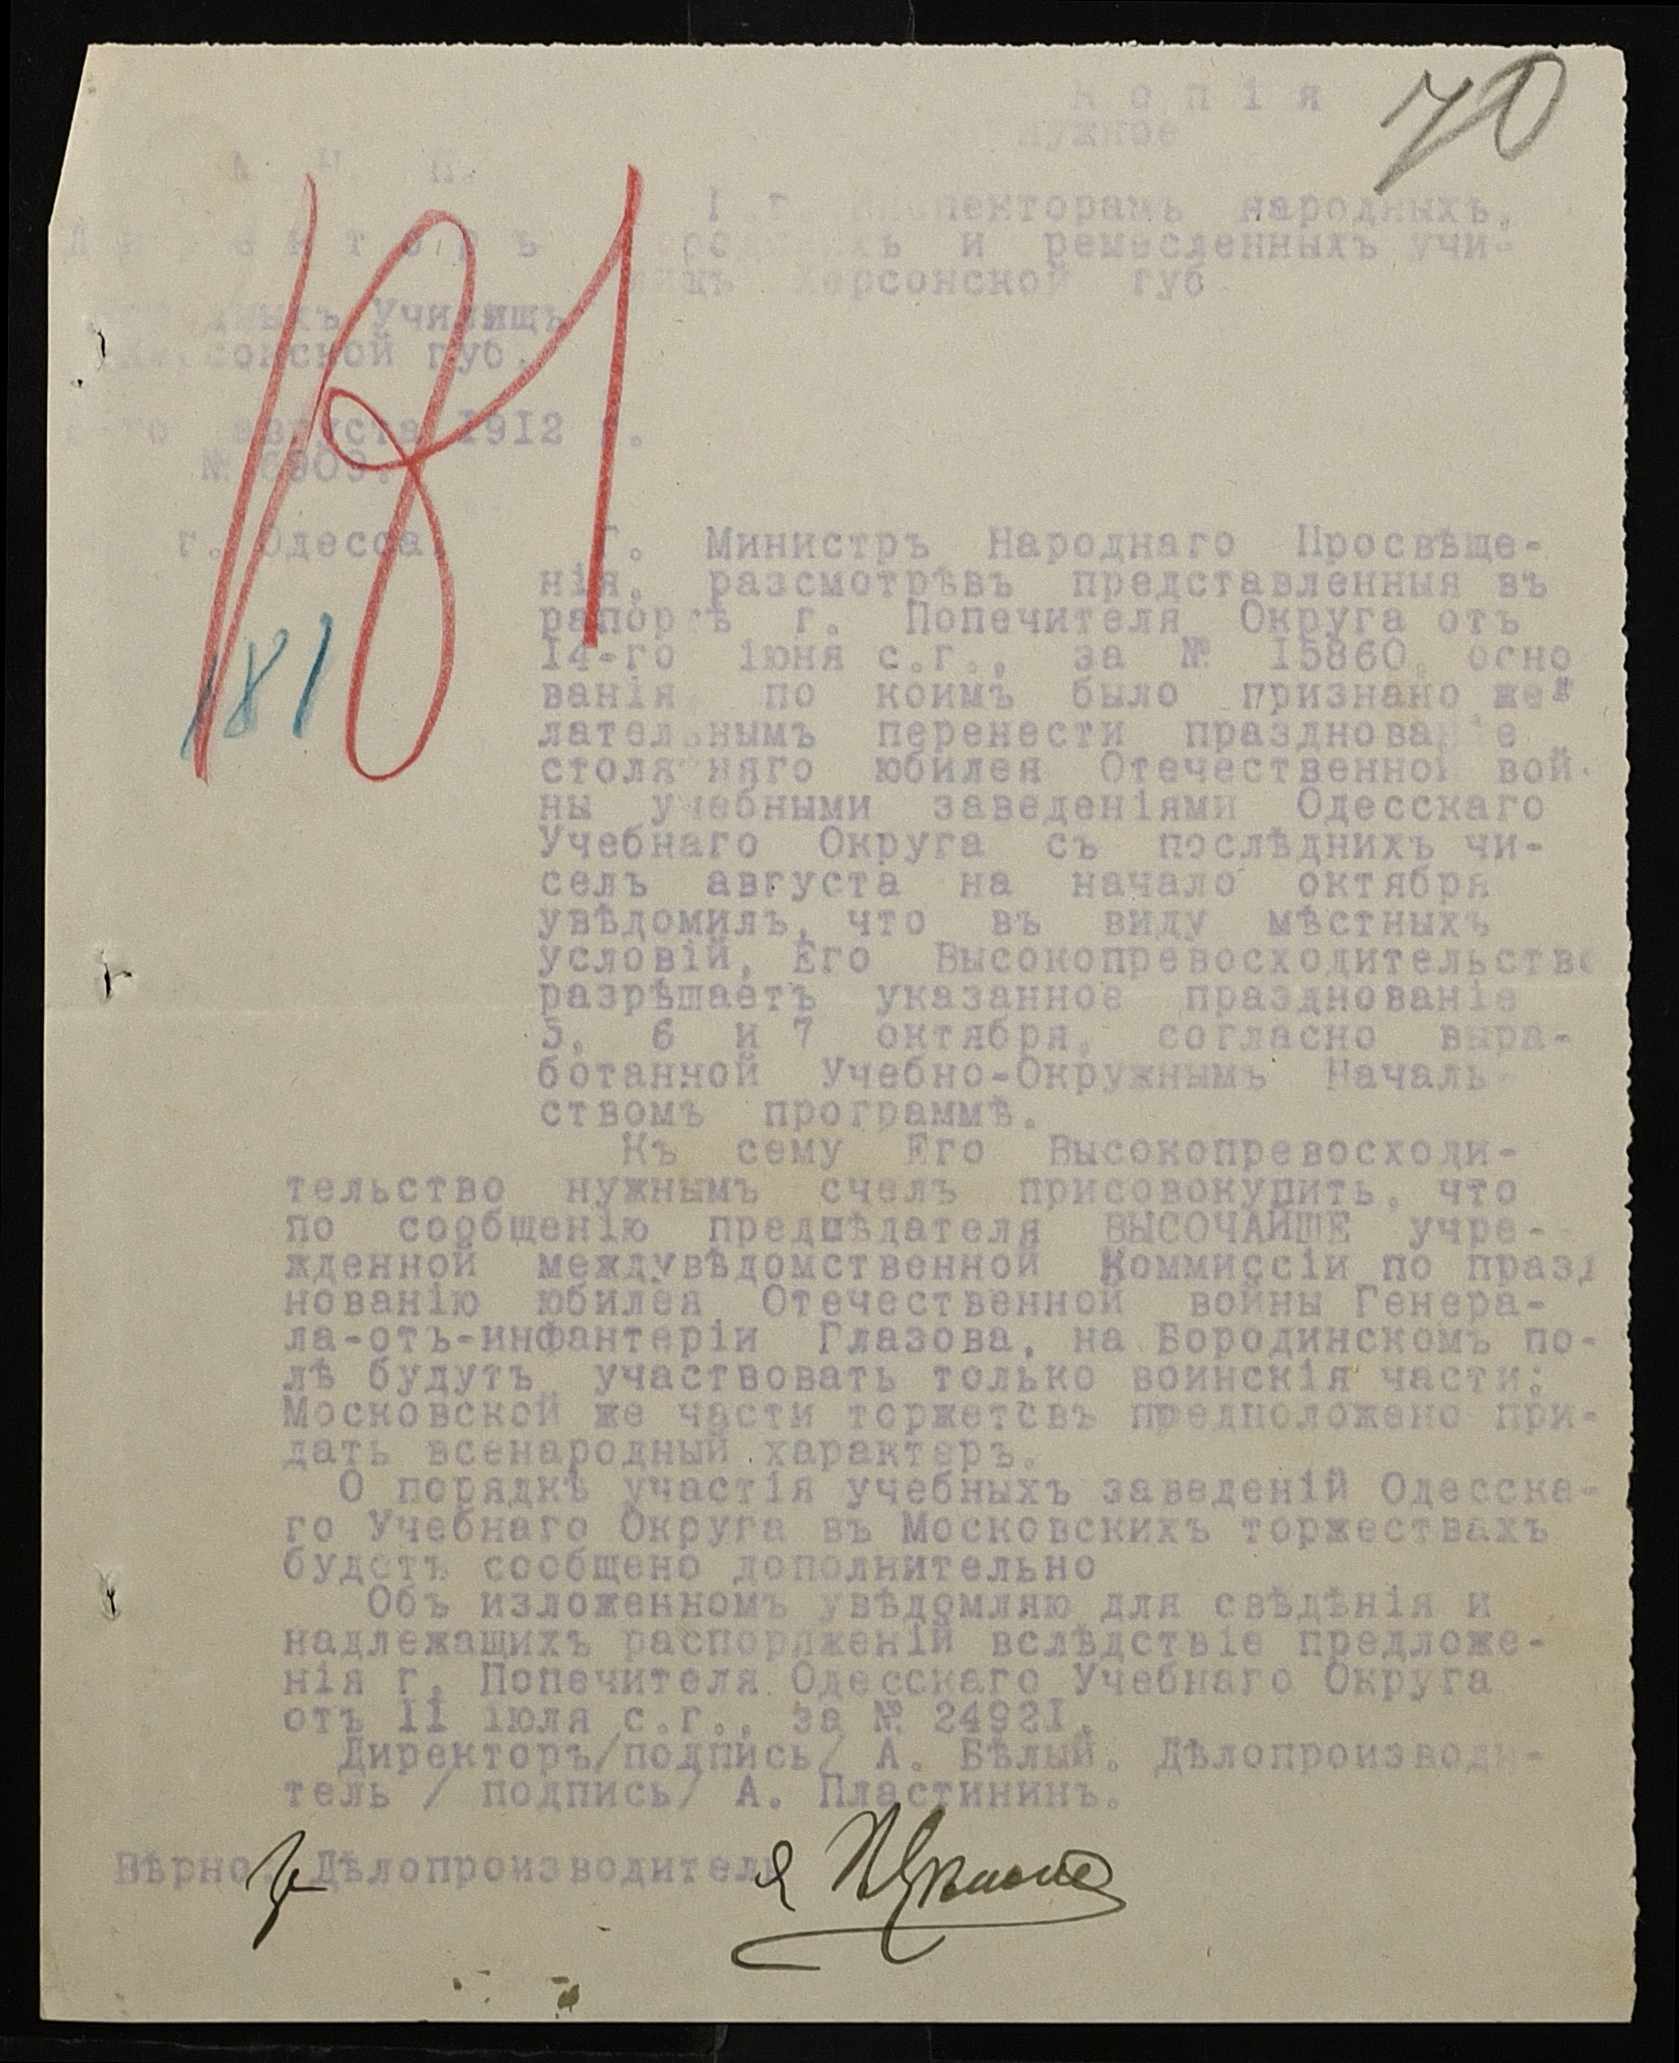 Копія
70
нужное
М. Н. П.
Г г. Инспекторамъ народныхъ,
Директоръ
городскихъ и ремесленныхъ учи-
лищъ Херсонской губ
Народныхъ Училищъ
Херсонской губ.
181
августа 1912 г.
№ 6909.
г. Одесса.
181
Г. Министръ Народнаго Просвѣще-
нія, разсмотрѣвъ представленныя въ
рапортѣ г. Попечителя Округа отъ
14-го іюня с.г., за № 15860, осно
ванія, по коимъ было признано же-
лательнымъ перенести празднованіе
столѣтняго юбилея Отечественной вой-
ны учебными заведеніями Одесскаго
Учебнаго Округа съ послѣднихъ чи-
селъ августа на начало октября
увѣдомилъ, что въ виду мѣстныхъ
условій, Его Высокопревосходительство
разрѣшаетъ указанное празднованіе
5, 6 и 7 октября, согласно выра-
ботанной Учебно-Окружнымъ Началь-
ствомъ программѣ.
Къ сему Его Высокопревосходи-
тельство нужнымъ счелъ присовокупить, что
по сообщенію предшѣдателя ВЫСОЧАЙШЕ учре-
жденной междувѣдомственной Коммиссіи по празд
нованію юбилея Отечественной войны Генера-
ла-отъ-инфантеріи Глазова, на Бородинскомъ по-
лѣ будутъ участвовать только воинскія части;
Московской же части торжетсвъ предположено при-
дать всенародный характеръ.
О порядкѣ участія учебныхъ заведеній Одесска-
го Учебнаго Округа въ Московскихъ торжествахъ
будетъ сообщено дополнительно
Объ изложенномъ увѣдомляю для свѣдѣнія и
надлежащихъ распоряженій вслѣдствіе предложе-
нія г. Попечителя Одесскаго Учебнаго Округа
отъ 11 іюля с.г., за № 24921.
Директоръ/подпись/ А. Бѣлый. Дѣлопроизводи-
тель / подпись/ А. Пластининъ.
Вѣрно: Дѣлопроизводитель